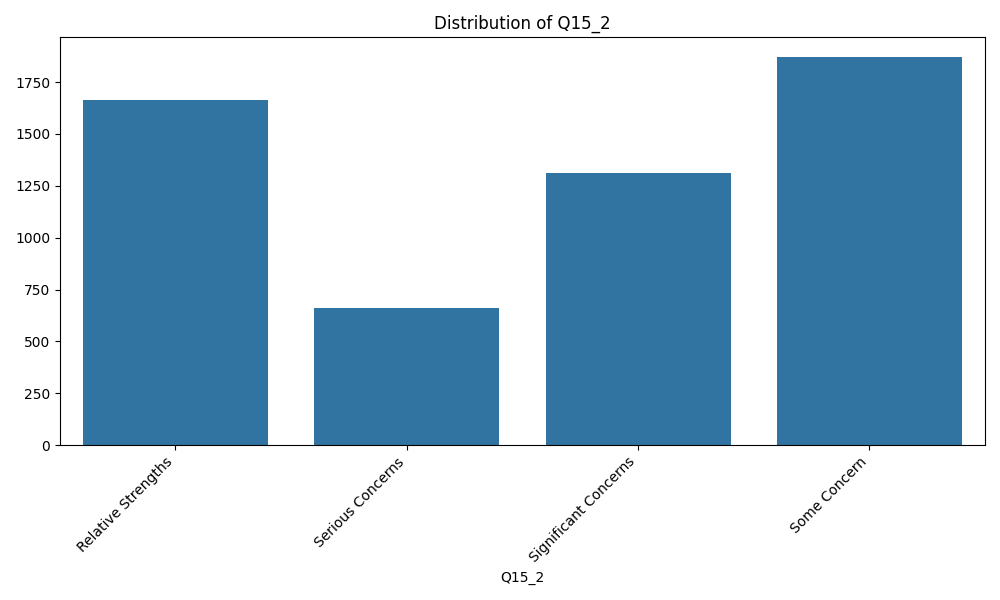 Distribution of Q15_2
1750
1500
1250
1000
750
500
250
0
Relative Strengths
Serious Concerns
Significant Concerns
Some Concern
Q15_2